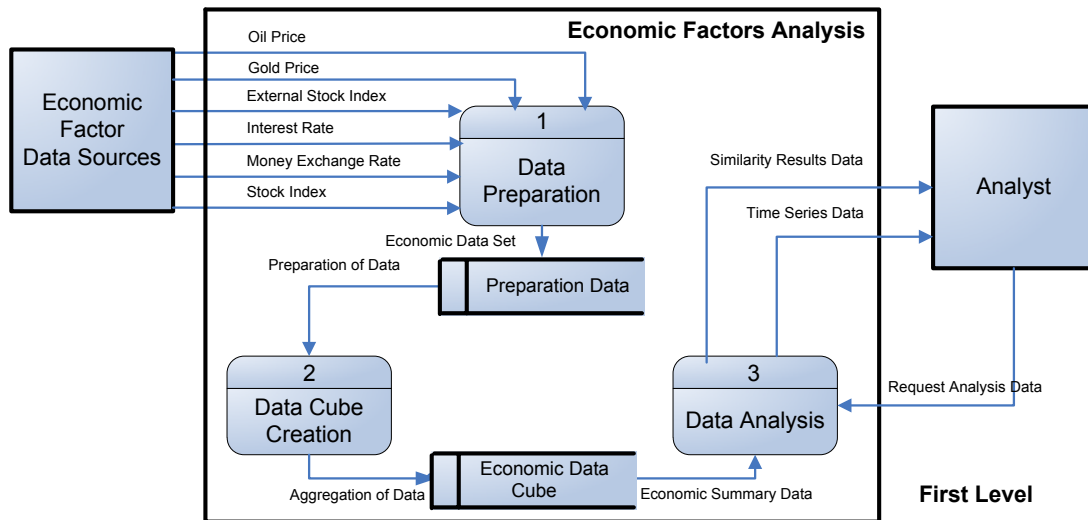 Economic Factors Analysis
Oil Price
Gold Price
External Stock Index
Interest Rate
Money Exchange Rate
Stock Index
Economic
Factor
Data Sources
1
Data
Preparation
Similarity Results Data
Analyst
Time Series Data
Economic Data Set
Preparation of Data
Preparation Data
2
Data Cube
Creation
3
Data Analysis
Request Analysis Data
Aggregation of Data
Economic Data
Cube
Economic Summary Data
First Level